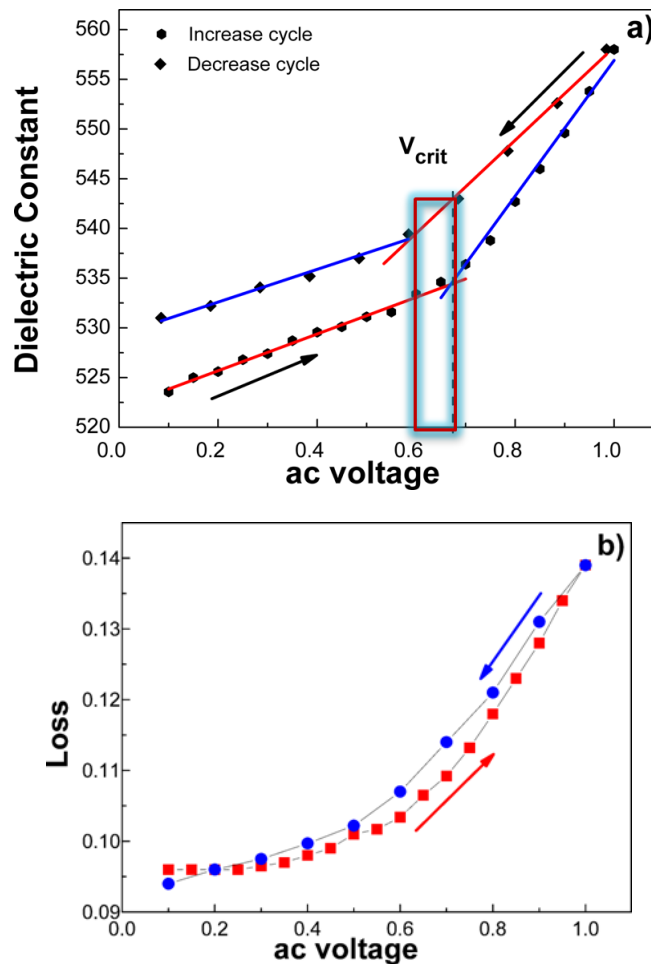 a)
Increase cycle
Decrease cycle
Vcrit
Dielectric Constant
560
555
550
545
540
535
530
525
520
0.0 0.2 0.4 0.6 0.8 1.0
ac voltage
b)
Loss
0.14
0.13
0.12
0.11
0.10
0.09
0.0 0.2 0.4 0.6 0.8 1.0
ac voltage